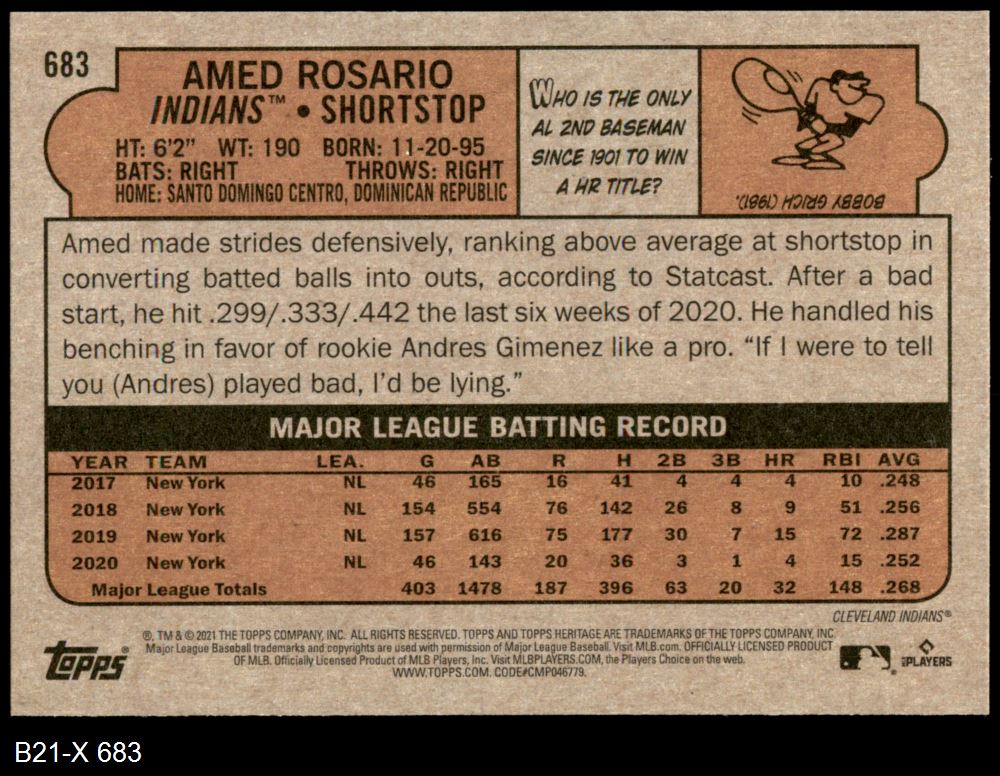 683
AMED ROSARIO
INDIANS™ • SHORTSTOP
HT: 6'2" WT: 190 BORN: 11-20-95
BATS: RIGHT THROWS: RIGHT
HOME: SANTO DOMINGO CENTRO, DOMINICAN REPUBLIC
WHO IS THE ONLY
AL 2ND BASEMAN
SINCE 1901 TO WIN
A HR TITLE?
BOBBY GRICH (1981).
Amed made strides defensively, ranking above average at shortstop in
converting batted balls into outs, according to Statcast. After a bad
start, he hit .299/.333/.442 the last six weeks of 2020. He handled his
benching in favor of rookie Andres Gimenez like a pro. “If I were to tell
you (Andres) played bad, I’d be lying.”
MAJOR LEAGUE BATTING RECORD
YEAR TEAM LEA. G AB R H 2B 3B HR RBI AVG
2017 New York NL 46 165 16 41 4 4 4 10 .248
2018 New York NL 154 554 76 142 26 8 9 51 .256
2019 New York NL 157 616 75 177 30 7 15 72 .287
2020 New York NL 46 143 20 36 3 1 4 15 .252
Major League Totals 403 1478 187 396 63 20 32 148 .268
CLEVELAND INDIANS®
topps®
®, TM & © 2021 THE TOPPS COMPANY, INC. ALL RIGHTS RESERVED. TOPPS AND TOPPS HERITAGE ARE TRADEMARKS OF THE TOPPS COMPANY, INC.
Major League Baseball trademarks and copyrights are used with permission of Major League Baseball. Visit MLB.com. OFFICIALLY LICENSED PRODUCT
OF MLB. Officially Licensed Product of MLB Players, Inc. Visit MLBPLAYERS.COM, the Players Choice on the web.
WWW.TOPPS.COM. CODE#CMP046779.
PLAYERS
B21-X 683